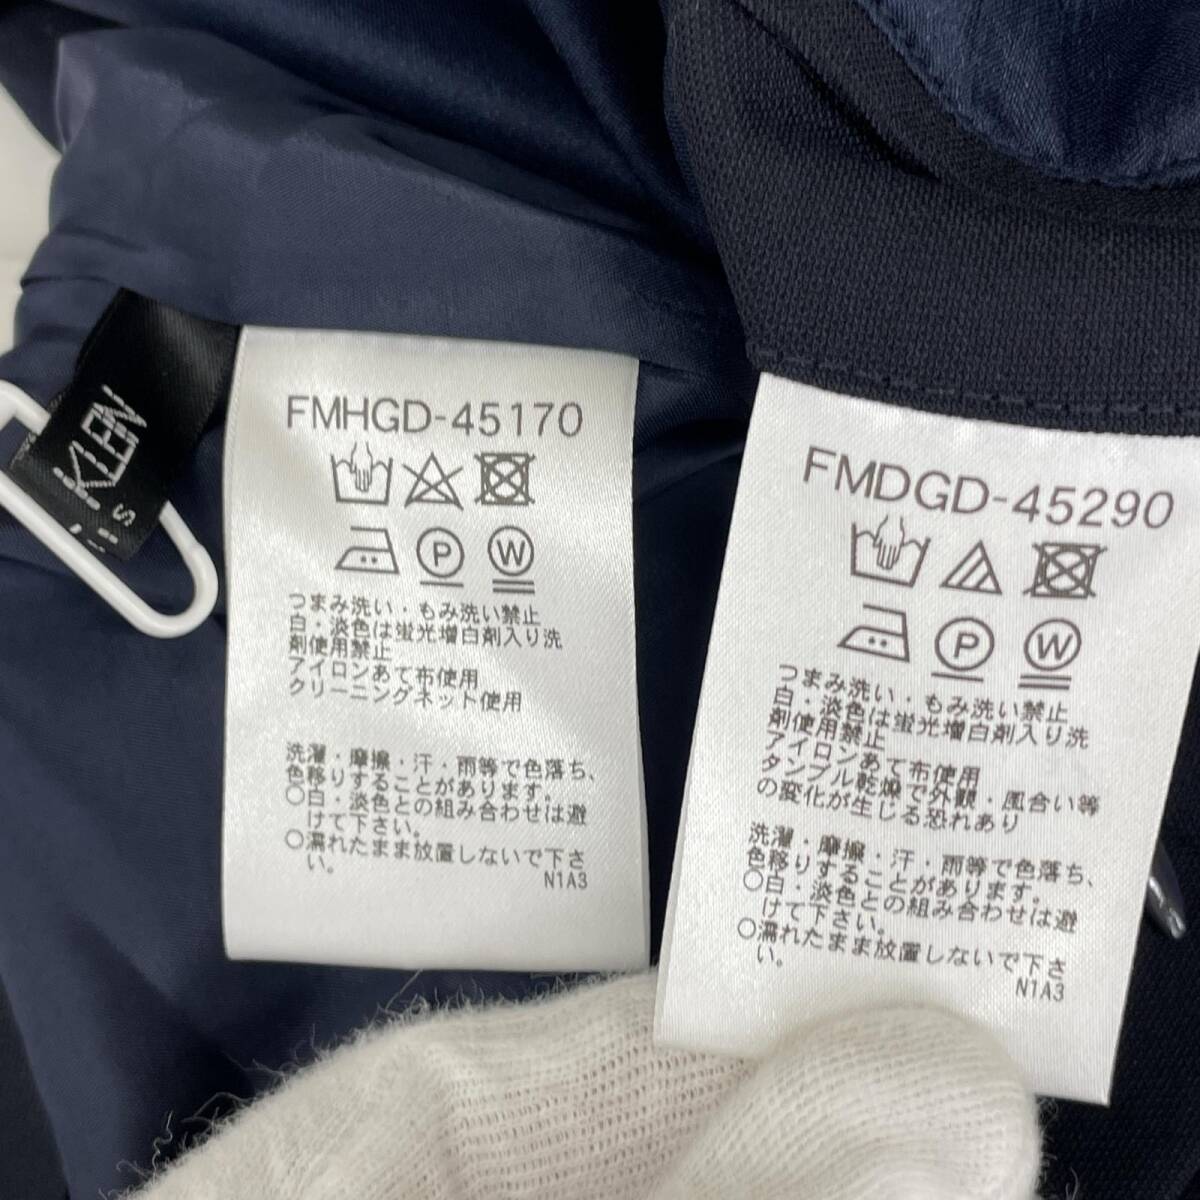 KLEIN
FMHGD-45170
P
W
つまみ洗い・もみ洗い禁止
白・淡色は蛍光増白剤入り洗
剤使用禁止
アイロンあて布使用
クリーニングネット使用
洗濯・摩擦・汗・雨等で色落ち、
色移りすることがあります。
○白・淡色との組み合わせは避
けて下さい。
○濡れたまま放置しないで下さ
い。
N1A3
FMDGD-45290
P
W
つまみ洗い・もみ洗い禁止
白・淡色は蛍光増白剤入り洗
剤使用禁止
アイロンあて布使用
タンブル乾燥で外観・風合い等
の変化が生じる恐れあり
洗濯・摩擦・汗・雨等で色落ち、
色移りすることがあります。
○白・淡色との組み合わせは避
けて下さい。
○濡れたまま放置しないで下さ
い。
N1A3